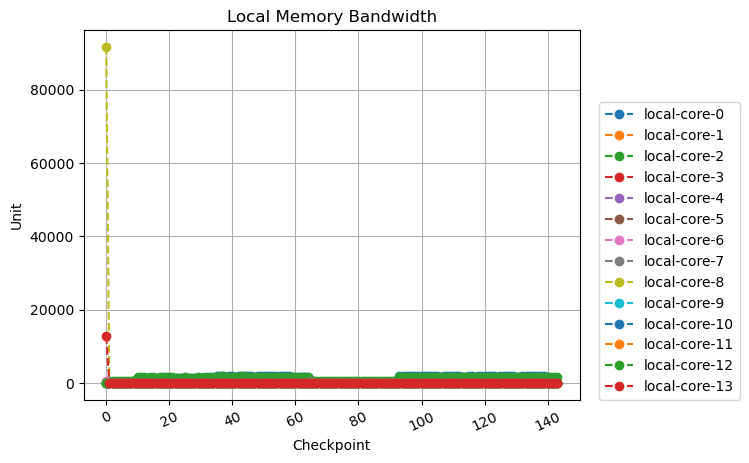 Local Memory Bandwidth
Unit
80000
60000
40000
20000
0
0 20 40 60 80 100 120 140
Checkpoint
local-core-0
local-core-1
local-core-2
local-core-3
local-core-4
local-core-5
local-core-6
local-core-7
local-core-8
local-core-9
local-core-10
local-core-11
local-core-12
local-core-13